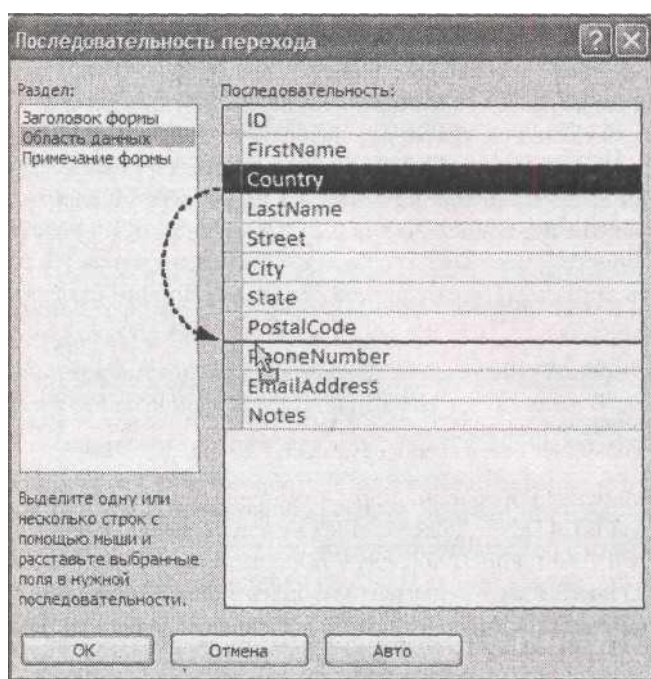 Последовательность перехода
Раздел:
Заголовок формы
Область данных
Примечание формы
Последовательность:
ID
FirstName
Country
LastName
Street
City
State
PostalCode
PhoneNumber
EmailAddress
Notes
Выделите одну или
несколько строк с
помощью мыши и
расставьте выбранные
поля в нужной
последовательности.
ОК
Отмена
Авто